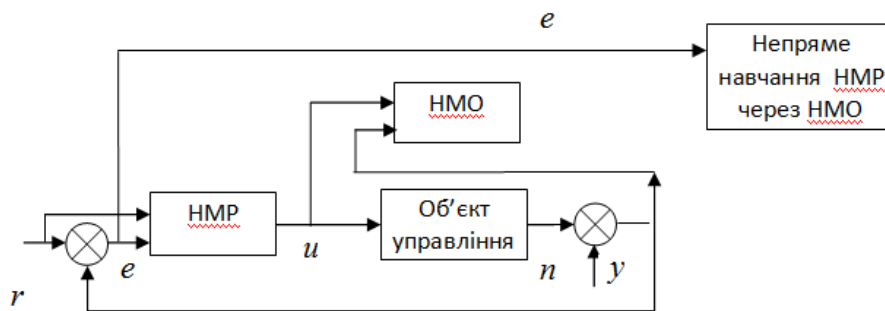 e
Непряме
навчання НМР
через НМО
НМО
НМР
Об’єкт
управління
r
e
u
n
y